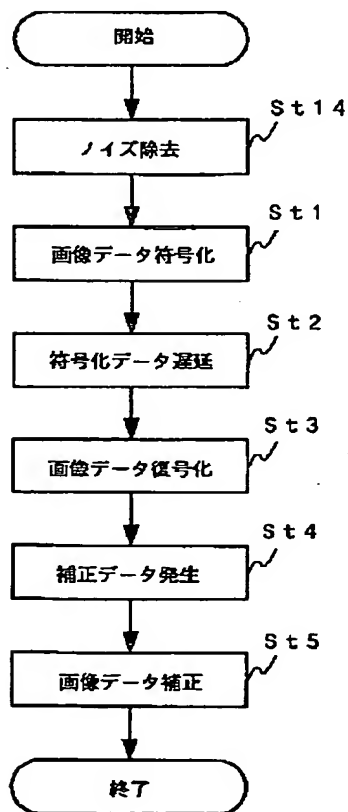 開始
St14
ノイズ除去
St1
画像データ符号化
St2
符号化データ遅延
St3
画像データ復号化
St4
補正データ発生
St5
画像データ補正
終了